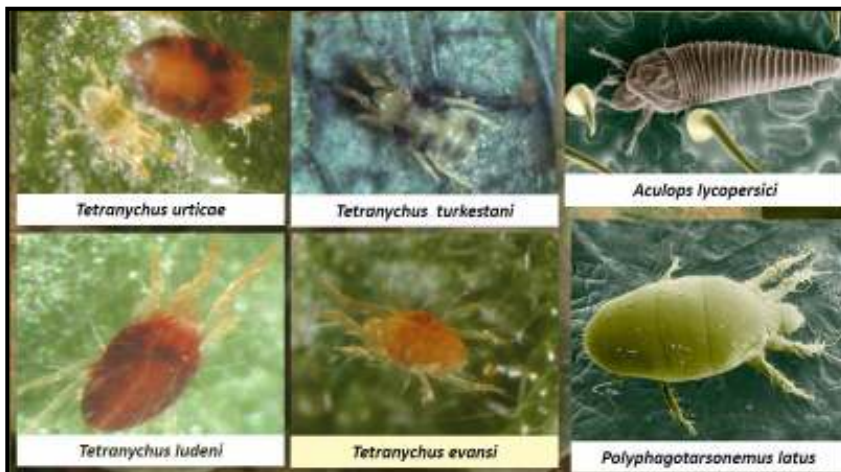 Tetranychus urticae
Tetranychus turkestani
Aculops lycopersici
Tetranychus ludeni
Tetranychus evansi
Polyphagotarsonemus latus